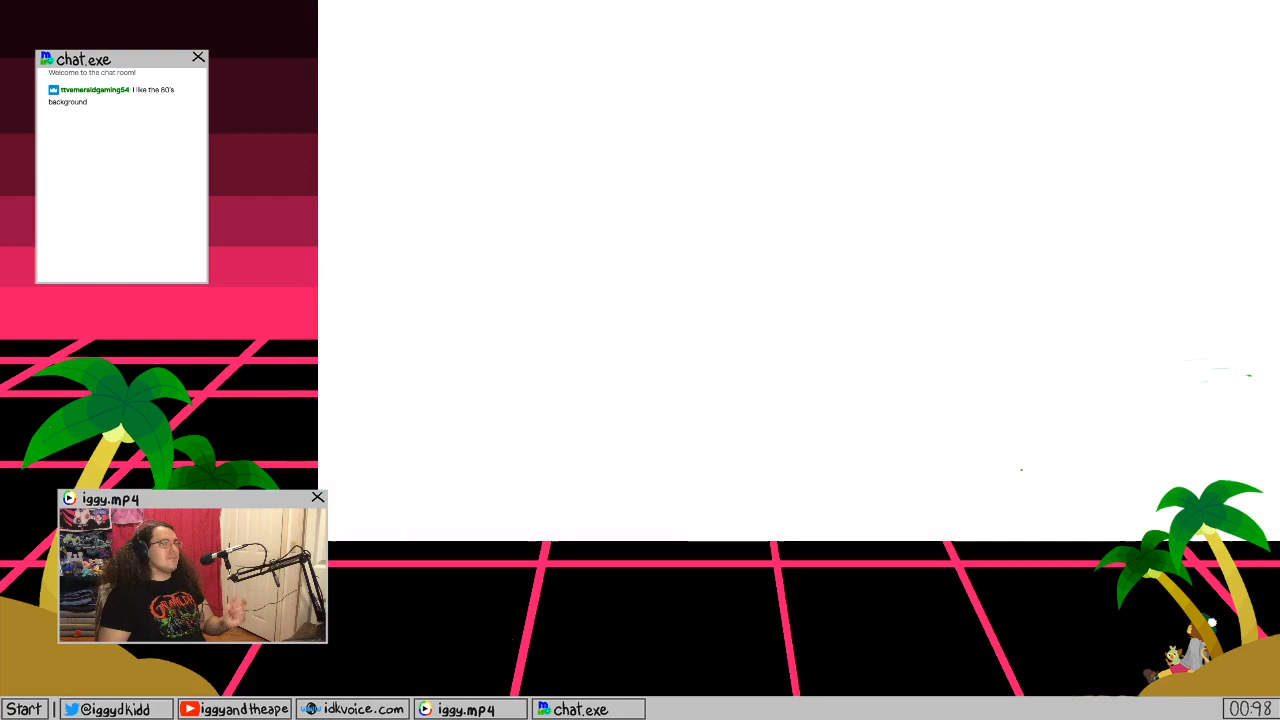 chat.exe
Welcome to the chat room!
ttvemeraldgaming54: I like the 80's
background
iggy.mp4
Start
@iggydkidd
iggyandtheape
www
idkvoice.com
iggy.mp4
chat.exe
00:98